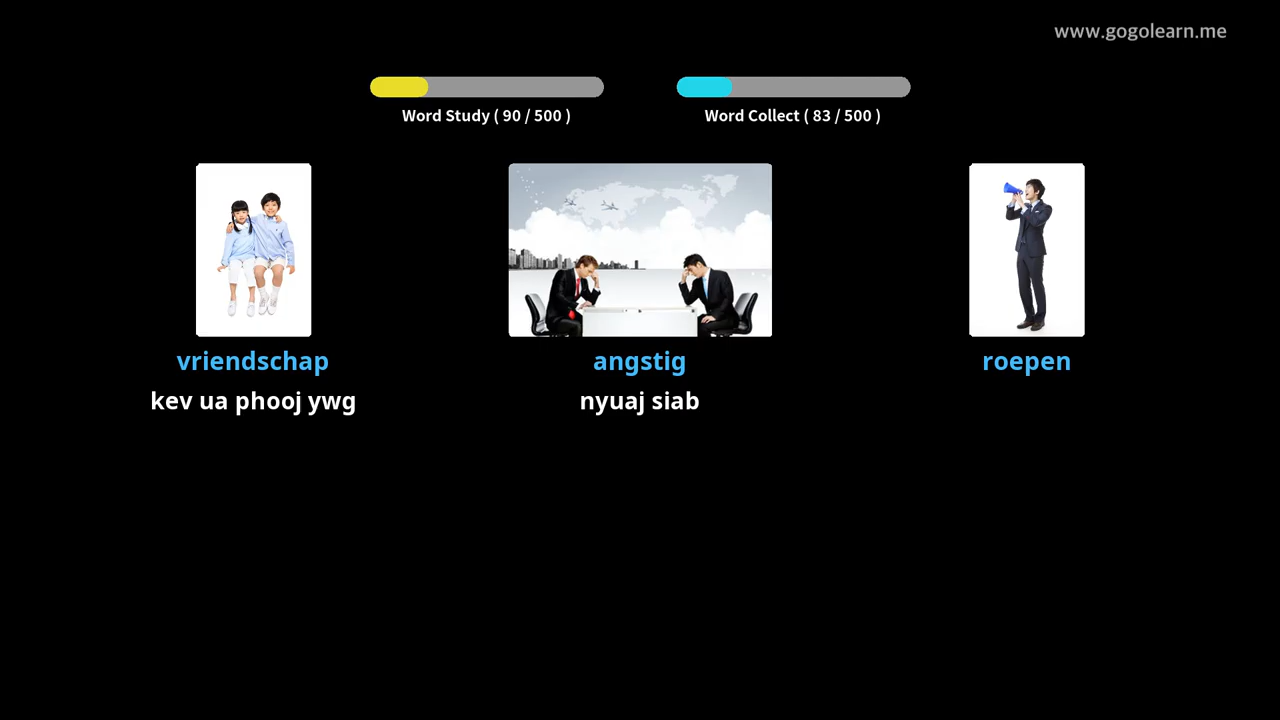 www.gogolearn.me
Word Study ( 90 / 500 )
Word Collect ( 83 / 500 )
vriendschap
angstig
roepen
kev ua phooj ywg
nyuaj siab